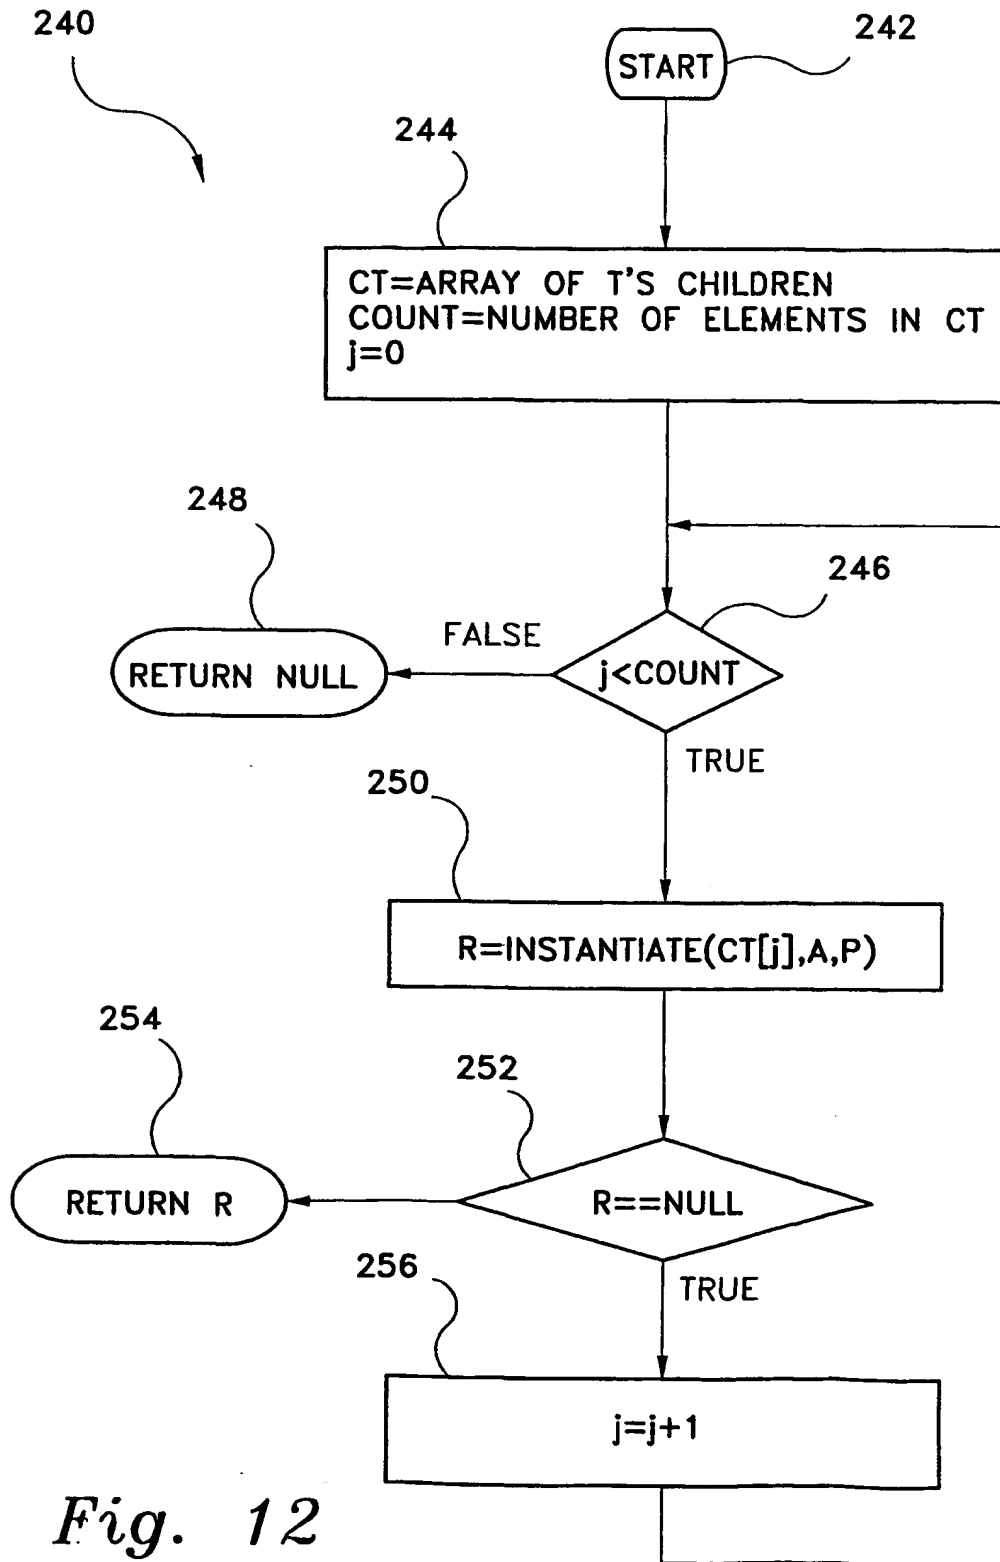 240
242
START
244
CT=ARRAY OF T'S CHILDREN
COUNT=NUMBER OF ELEMENTS IN CT
j=0
248
246
FALSE
RETURN NULL
j<COUNT
TRUE
250
R=INSTANTIATE(CT[j],A,P)
254
252
RETURN R
R==NULL
256
TRUE
j=j+1
Fig. 12